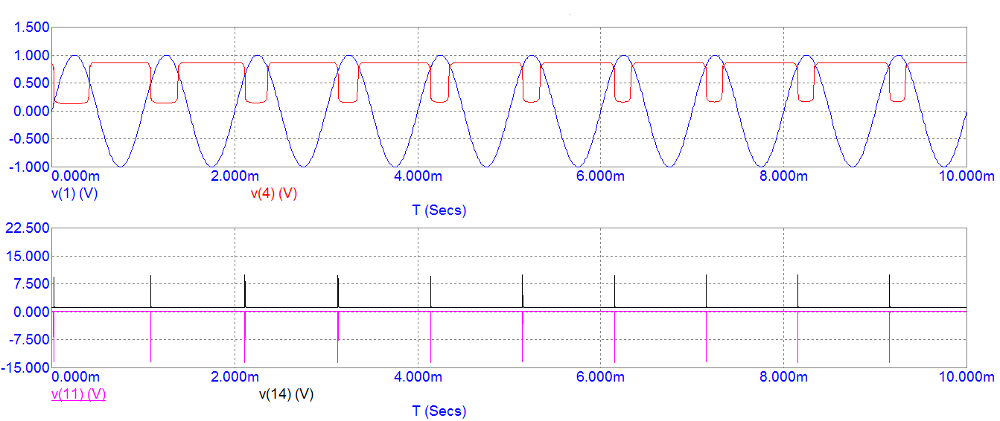 1.500
1.000
0.500
0.000
-0.500
-1.000
0.000m 2.000m 4.000m 6.000m 8.000m 10.000m
v(1) (V) v(4) (V)
T (Secs)
22.500
15.000
7.500
0.000
-7.500
-15.000
0.000m 2.000m 4.000m 6.000m 8.000m 10.000m
v(11) (V) v(14) (V)
T (Secs)